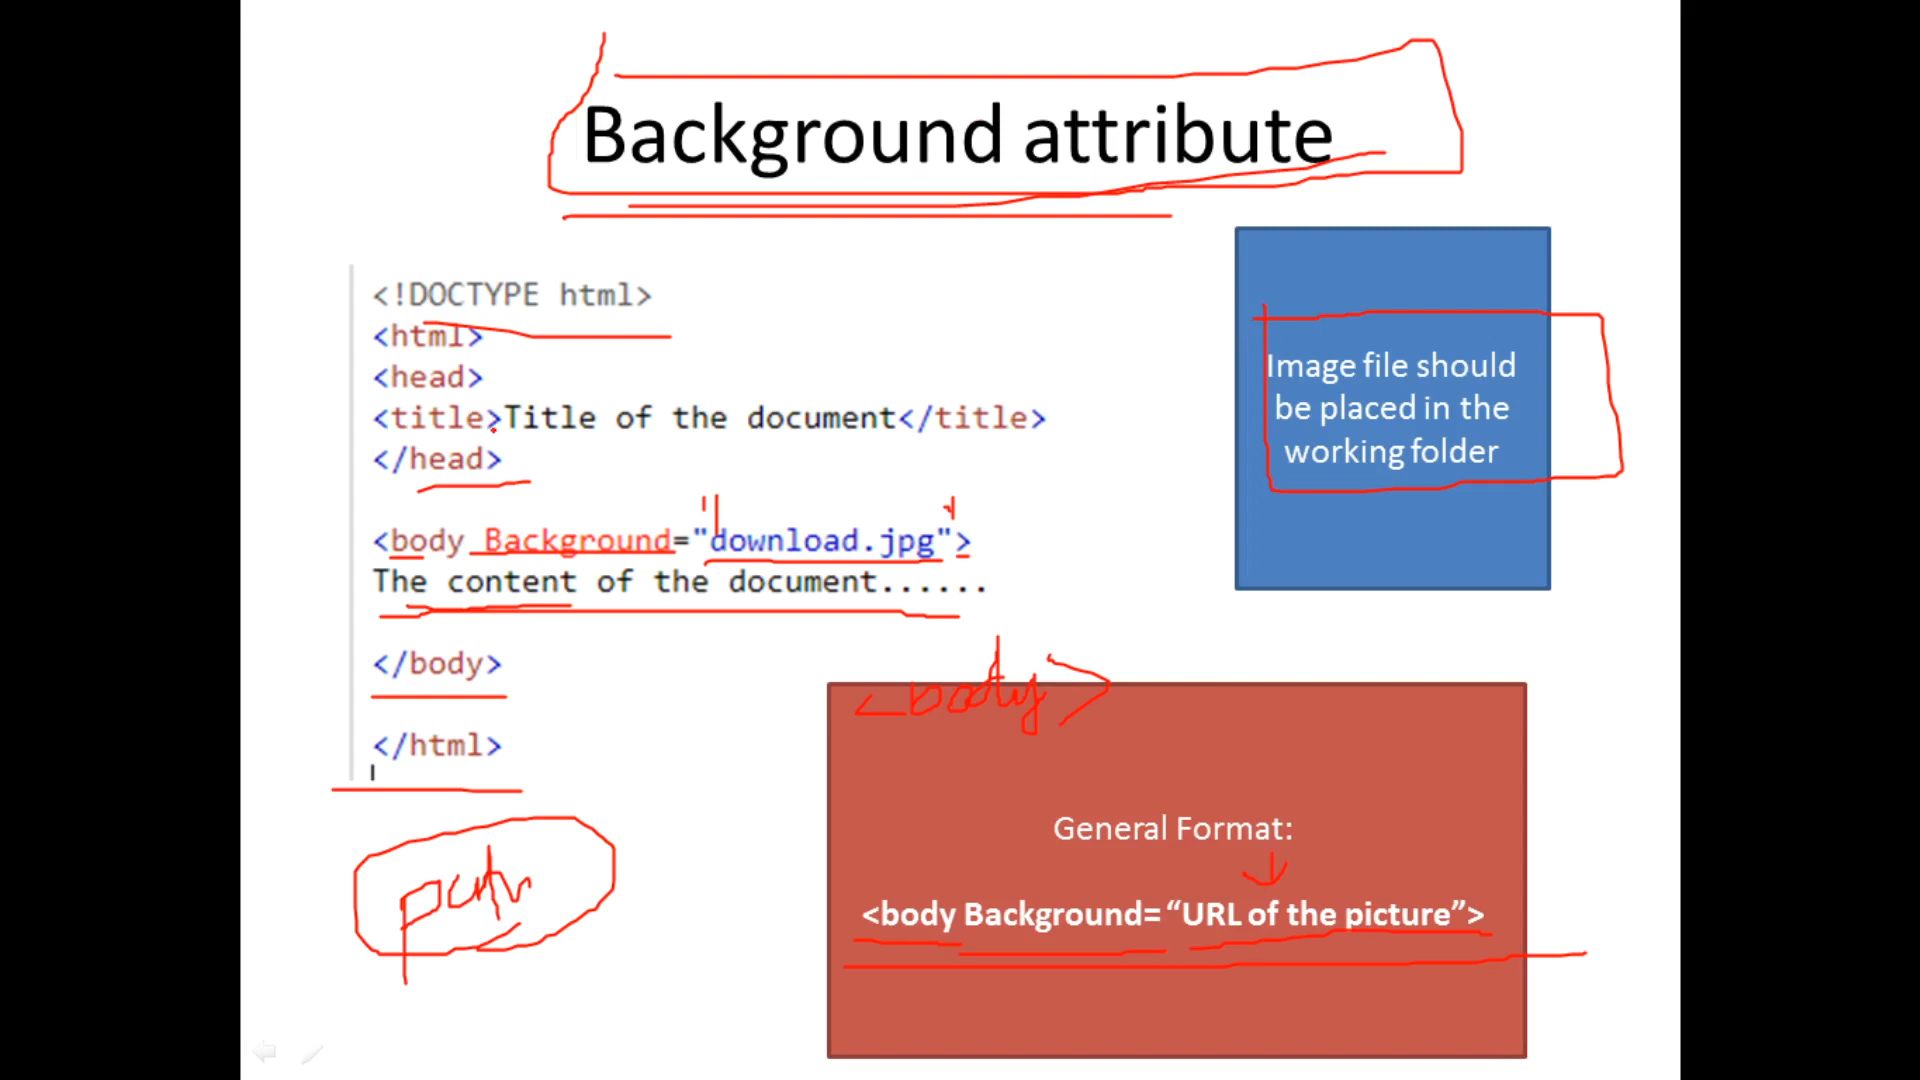 Background attribute
<!DOCTYPE html>
<html>
<head>
<title>Title of the document</title>
</head>
<body Background="download.jpg">
The content of the document......
</body>
</html>
Image file should
be placed in the
working folder
<body>
General Format:
<body Background= “URL of the picture”>